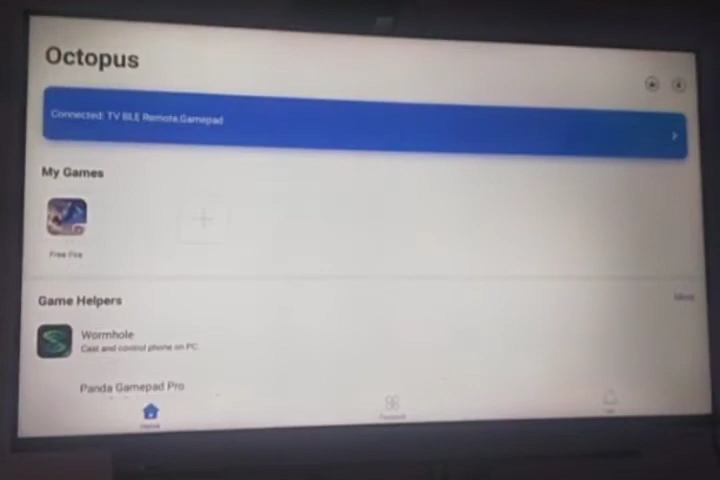 Octopus
Connected: TV BLE Remote,Gamepad
My Games
Free Fire
Game Helpers
More
Wormhole
Cast and control phone on PC
Panda Gamepad Pro
Home